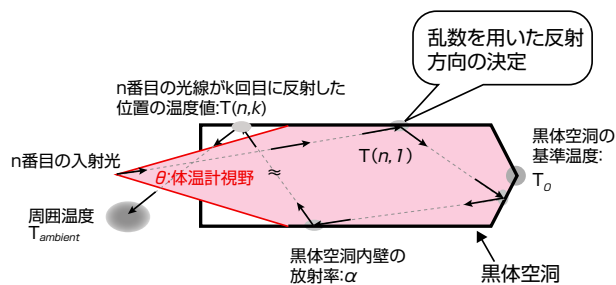 乱数を用いた反射
方向の決定
n番目の光線がk回目に反射した
位置の温度値:T(n,k)
n番目の入射光
θ:体温計視野
≈
T(n,1)
黒体空洞の
基準温度:
T0
周囲温度
Tambient
黒体空洞内壁の
放射率:α
黒体空洞